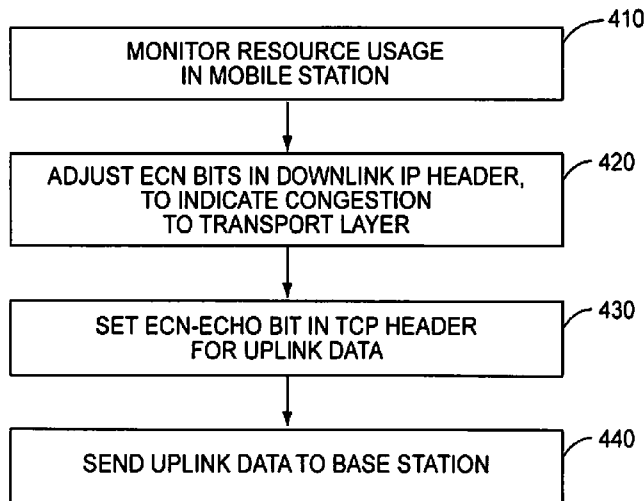 410
MONITOR RESOURCE USAGE
IN MOBILE STATION
420
ADJUST ECN BITS IN DOWNLINK IP HEADER,
TO INDICATE CONGESTION
TO TRANSPORT LAYER
430
SET ECN-ECHO BIT IN TCP HEADER
FOR UPLINK DATA
440
SEND UPLINK DATA TO BASE STATION